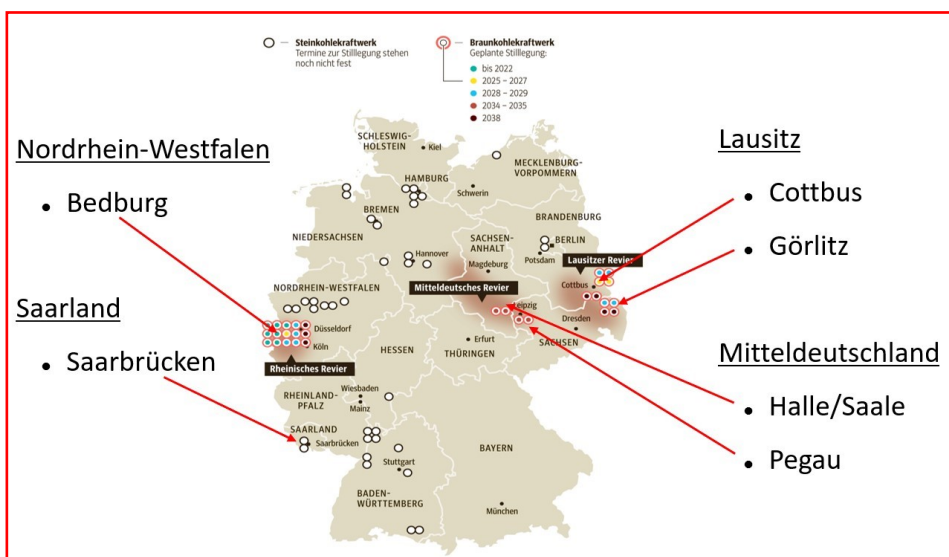 Steinkohlekraftwerk
Termine zur Stilllegung stehen
noch nicht fest
Braunkohlekraftwerk
Geplante Stilllegung:
bis 2022
2025 – 2027
2028 – 2029
2034 – 2035
2038
Nordrhein-Westfalen
• Bedburg
Saarland
• Saarbrücken
Lausitz
• Cottbus
• Görlitz
Mitteldeutschland
• Halle/Saale
• Pegau
SCHLESWIG-
HOLSTEIN
Kiel
MECKLENBURG-
VORPOMMERN
Schwerin
HAMBURG
BREMEN
NIEDERSACHSEN
Hannover
BRANDENBURG
BERLIN
Potsdam
SACHSEN-
ANHALT
Magdeburg
Lausitzer Revier
Cottbus
Mitteldeutsches Revier
Leipzig
Dresden
SACHSEN
NORDRHEIN-WESTFALEN
Düsseldorf
Köln
Rheinisches Revier
HESSEN
Erfurt
THÜRINGEN
Wiesbaden
Mainz
RHEINLAND-
PFALZ
SAARLAND
Saarbrücken
Stuttgart
BADEN-
WÜRTTEMBERG
BAYERN
München